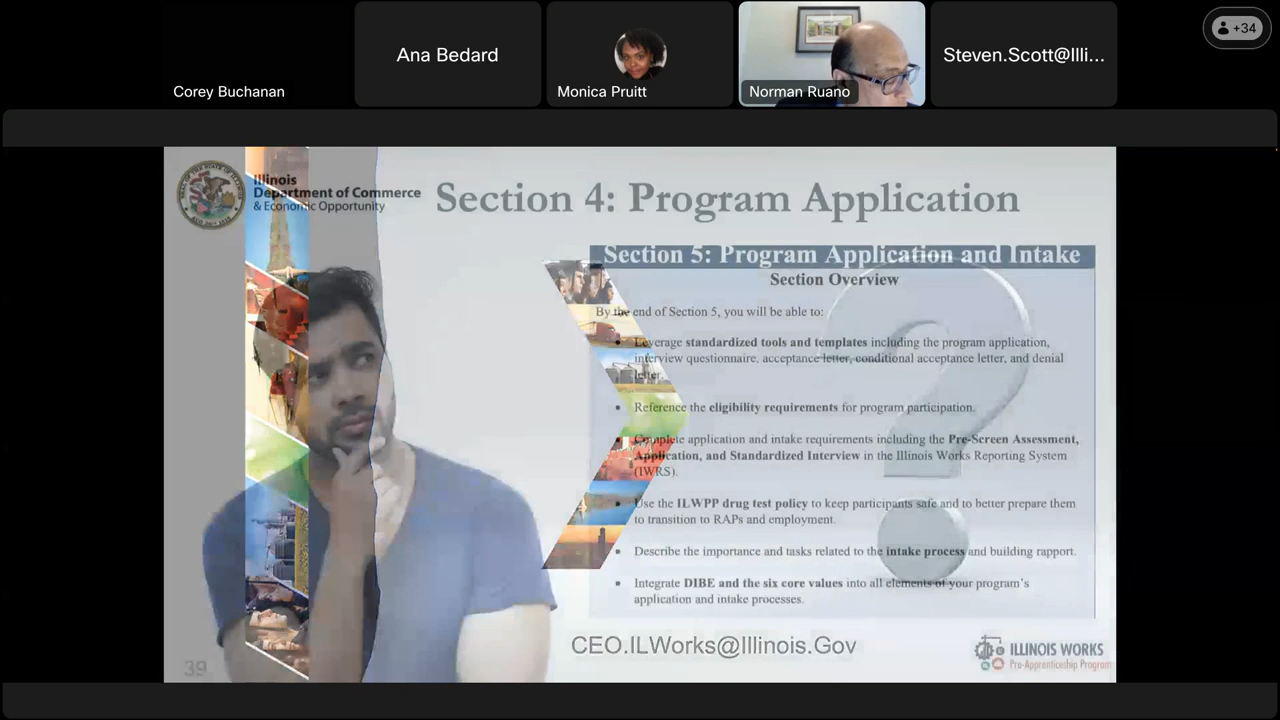 +34
Ana Bedard
Steven.Scott@Illi...
Corey Buchanan
Monica Pruitt
Norman Ruano
Illinois
Department of Commerce
& Economic Opportunity
Section 4: Program Application
Section 5: Program Application and Intake
Section Overview
By the end of Section 5, you will be able to:
• Leverage standardized tools and templates including the program application,
interview questionnaire, acceptance letter, conditional acceptance letter, and denial
letter.
• Reference the eligibility requirements for program participation.
• Complete application and intake requirements including the Pre-Screen Assessment,
Application, and Standardized Interview in the Illinois Works Reporting System
(IWRS).
• Use the ILWPP drug test policy to keep participants safe and to better prepare them
to transition to RAPs and employment.
• Describe the importance and tasks related to the intake process and building rapport.
• Integrate DIBE and the six core values into all elements of your program's
application and intake processes.
CEO.ILWorks@Illinois.Gov
ILLINOIS WORKS
Pre-Apprenticeship Program
39